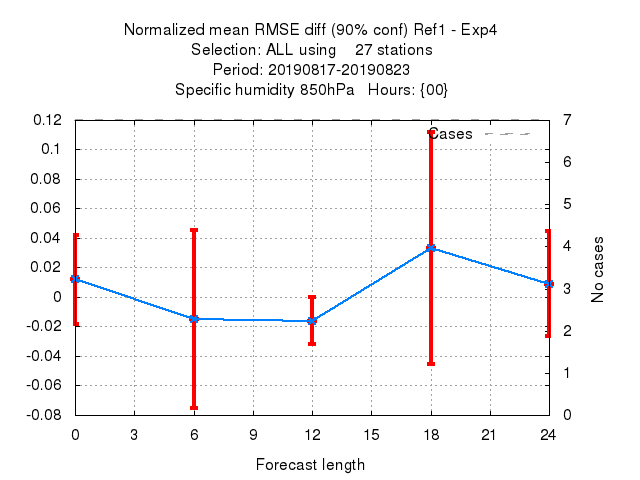 Normalized mean RMSE diff (90% conf) Ref1 - Exp4
Selection: ALL using 27 stations
Period: 20190817-20190823
Specific humidity 850hPa Hours: {00}
Cases
0.12
0.1
0.08
0.06
0.04
0.02
0
-0.02
-0.04
-0.06
-0.08
7
6
5
4
3
2
1
0
No cases
0 3 6 9 12 15 18 21 24
Forecast length